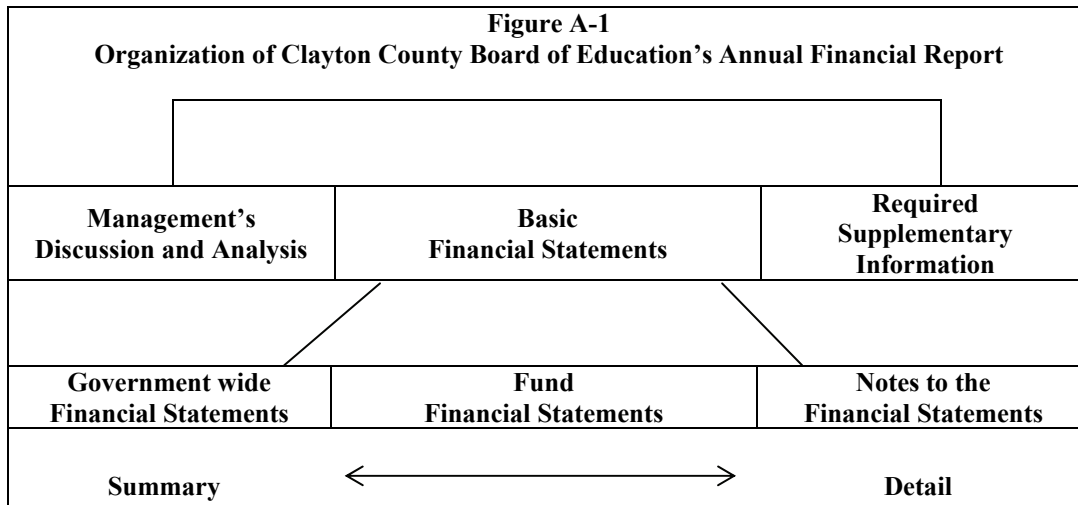 Figure A-1
Organization of Clayton County Board of Education's Annual Financial Report
Management's
Discussion and Analysis
Basic
Financial Statements
Required
Supplementary
Information
Government wide
Financial Statements
Fund
Financial Statements
Notes to the
Financial Statements
Summary
Detail